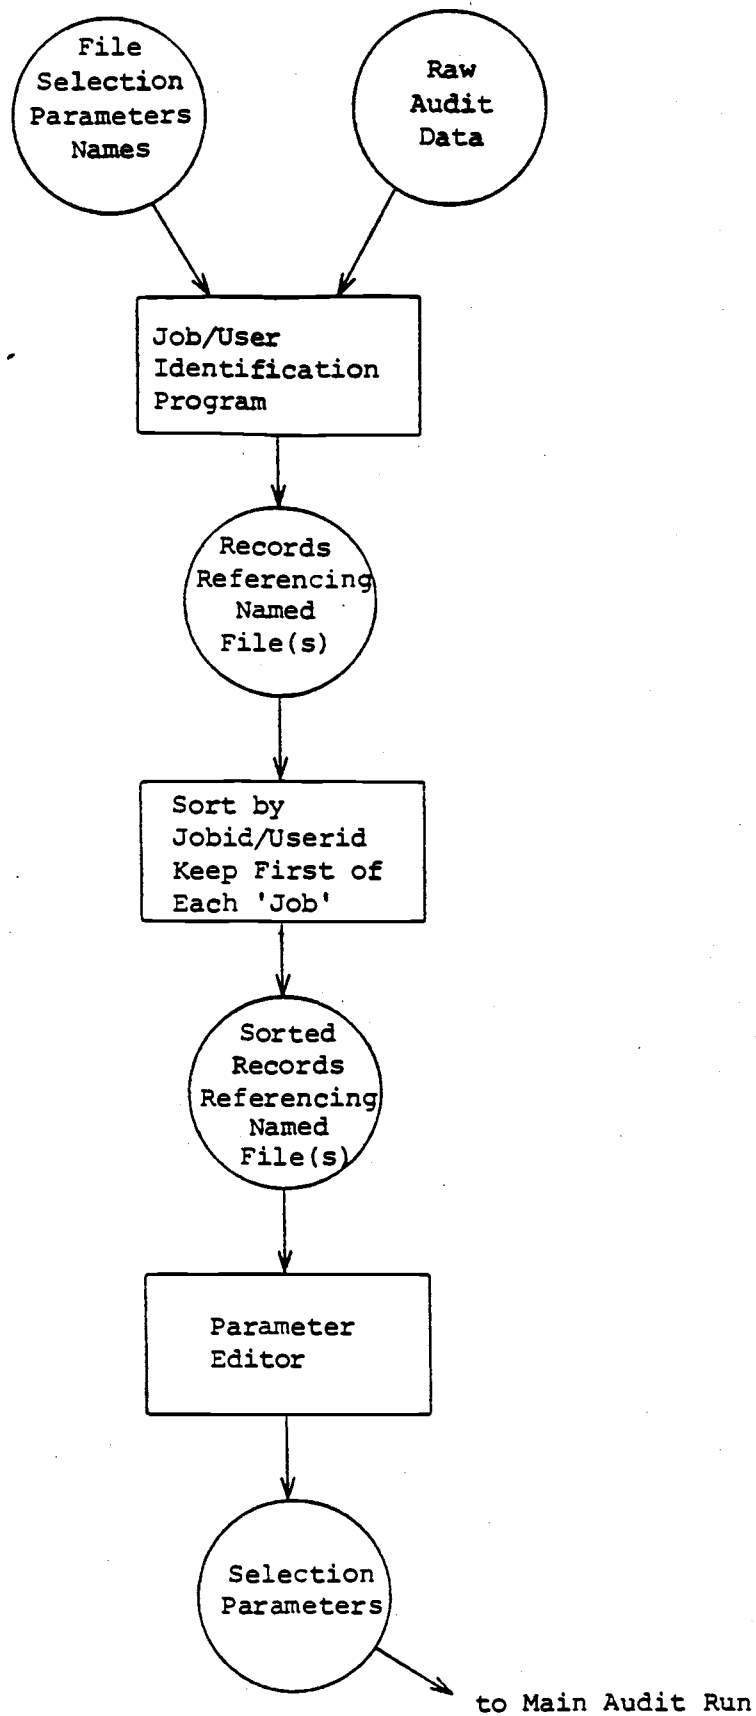 File
Selection
Parameters
Names
Raw
Audit
Data
Job/User
Identification
Program
Records
Referencing
Named
File(s)
Sort by
Jobid/Userid
Keep First of
Each 'Job'
Sorted
Records
Referencing
Named
File(s)
Parameter
Editor
Selection
Parameters
to Main Audit Run